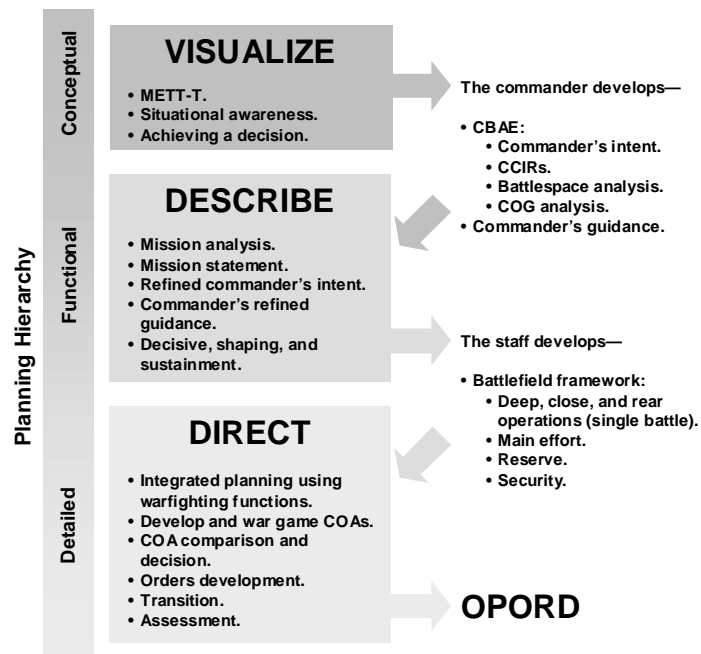 Planning Hierarchy
Conceptual
Functional
Detailed
VISUALIZE
• METT-T.
• Situational awareness.
• Achieving a decision.
The commander develops—
• CBAE:
• Commander's intent.
• CCIRs.
• Battlespace analysis.
• COG analysis.
• Commander's guidance.
DESCRIBE
• Mission analysis.
• Mission statement.
• Refined commander's intent.
• Commander's refined
guidance.
• Decisive, shaping, and
sustainment.
The staff develops—
• Battlefield framework:
• Deep, close, and rear
operations (single battle).
• Main effort.
• Reserve.
• Security.
DIRECT
• Integrated planning using
warfighting functions.
• Develop and war game COAs.
• COA comparison and
decision.
• Orders development.
• Transition.
• Assessment.
OPORD